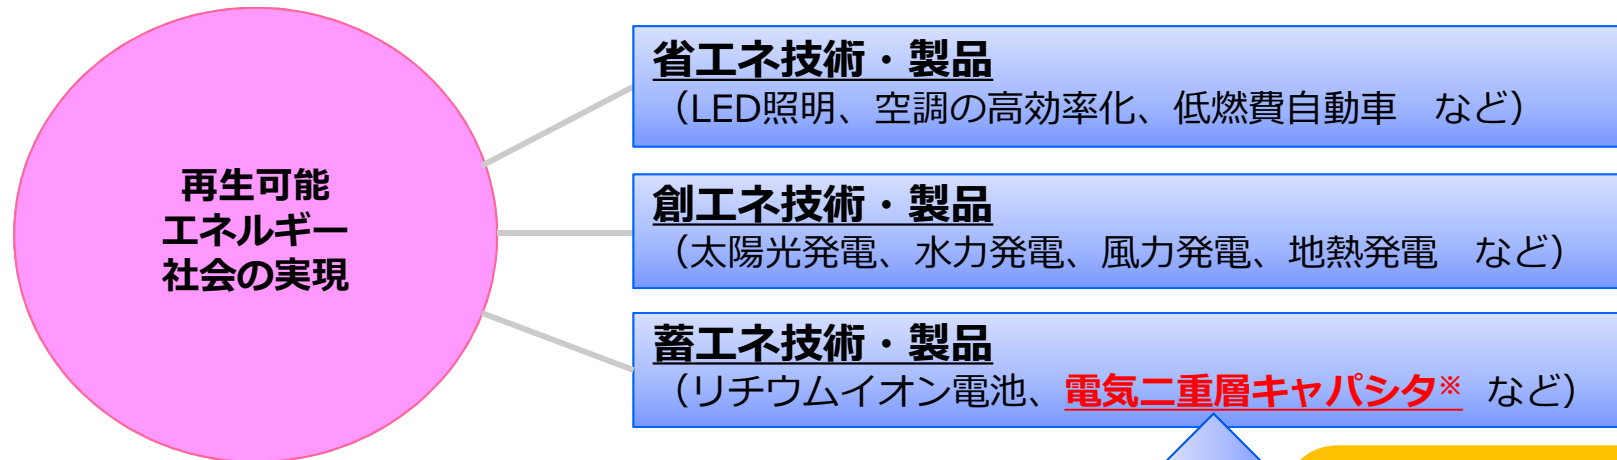 再生可能
エネルギー
社会の実現
省エネ技術・製品
（LED照明、空調の高効率化、低燃費自動車　など）
創エネ技術・製品
（太陽光発電、水力発電、風力発電、地熱発電　など）
蓄エネ技術・製品
（リチウムイオン電池、電気二重層キャパシタ※　など）